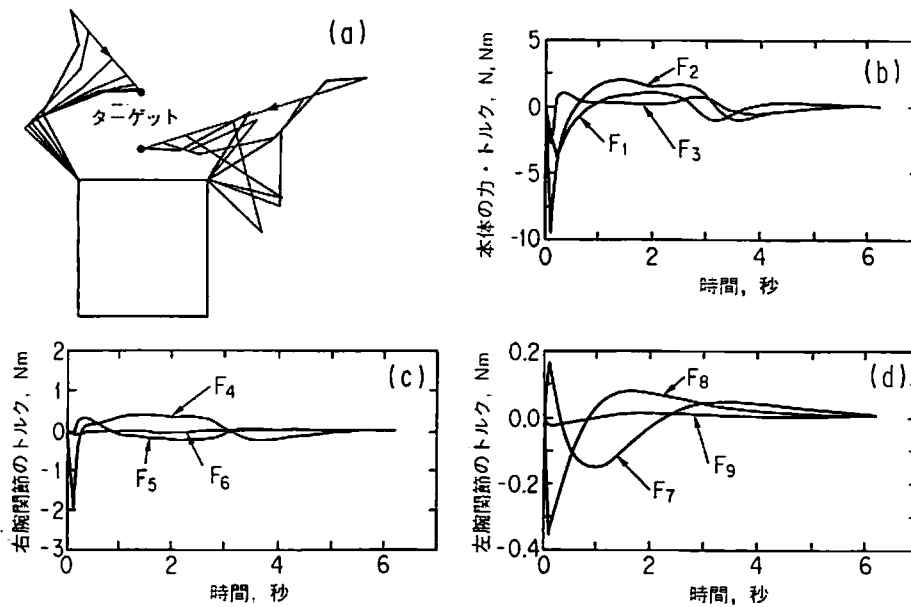 (a)
ターゲット
(b)
本体の力・トルク, N, Nm
5
0
-5
-10
F2
F1
F3
0
2
4
6
時間, 秒
(c)
右腕関節のトルク, Nm
2
1
0
-1
-2
-3
F4
F5
F6
0
2
4
6
時間, 秒
(d)
左腕関節のトルク, Nm
0.2
0.0
-0.2
-0.4
F8
F7
F9
0
2
4
6
時間, 秒